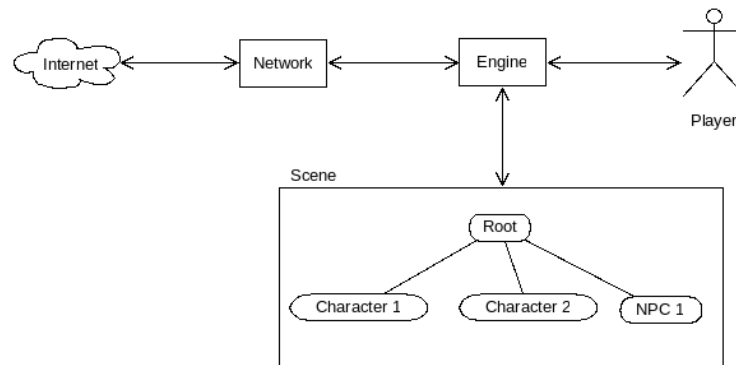 Internet
Network
Engine
Player
Scene
Root
Character 1
Character 2
NPC 1